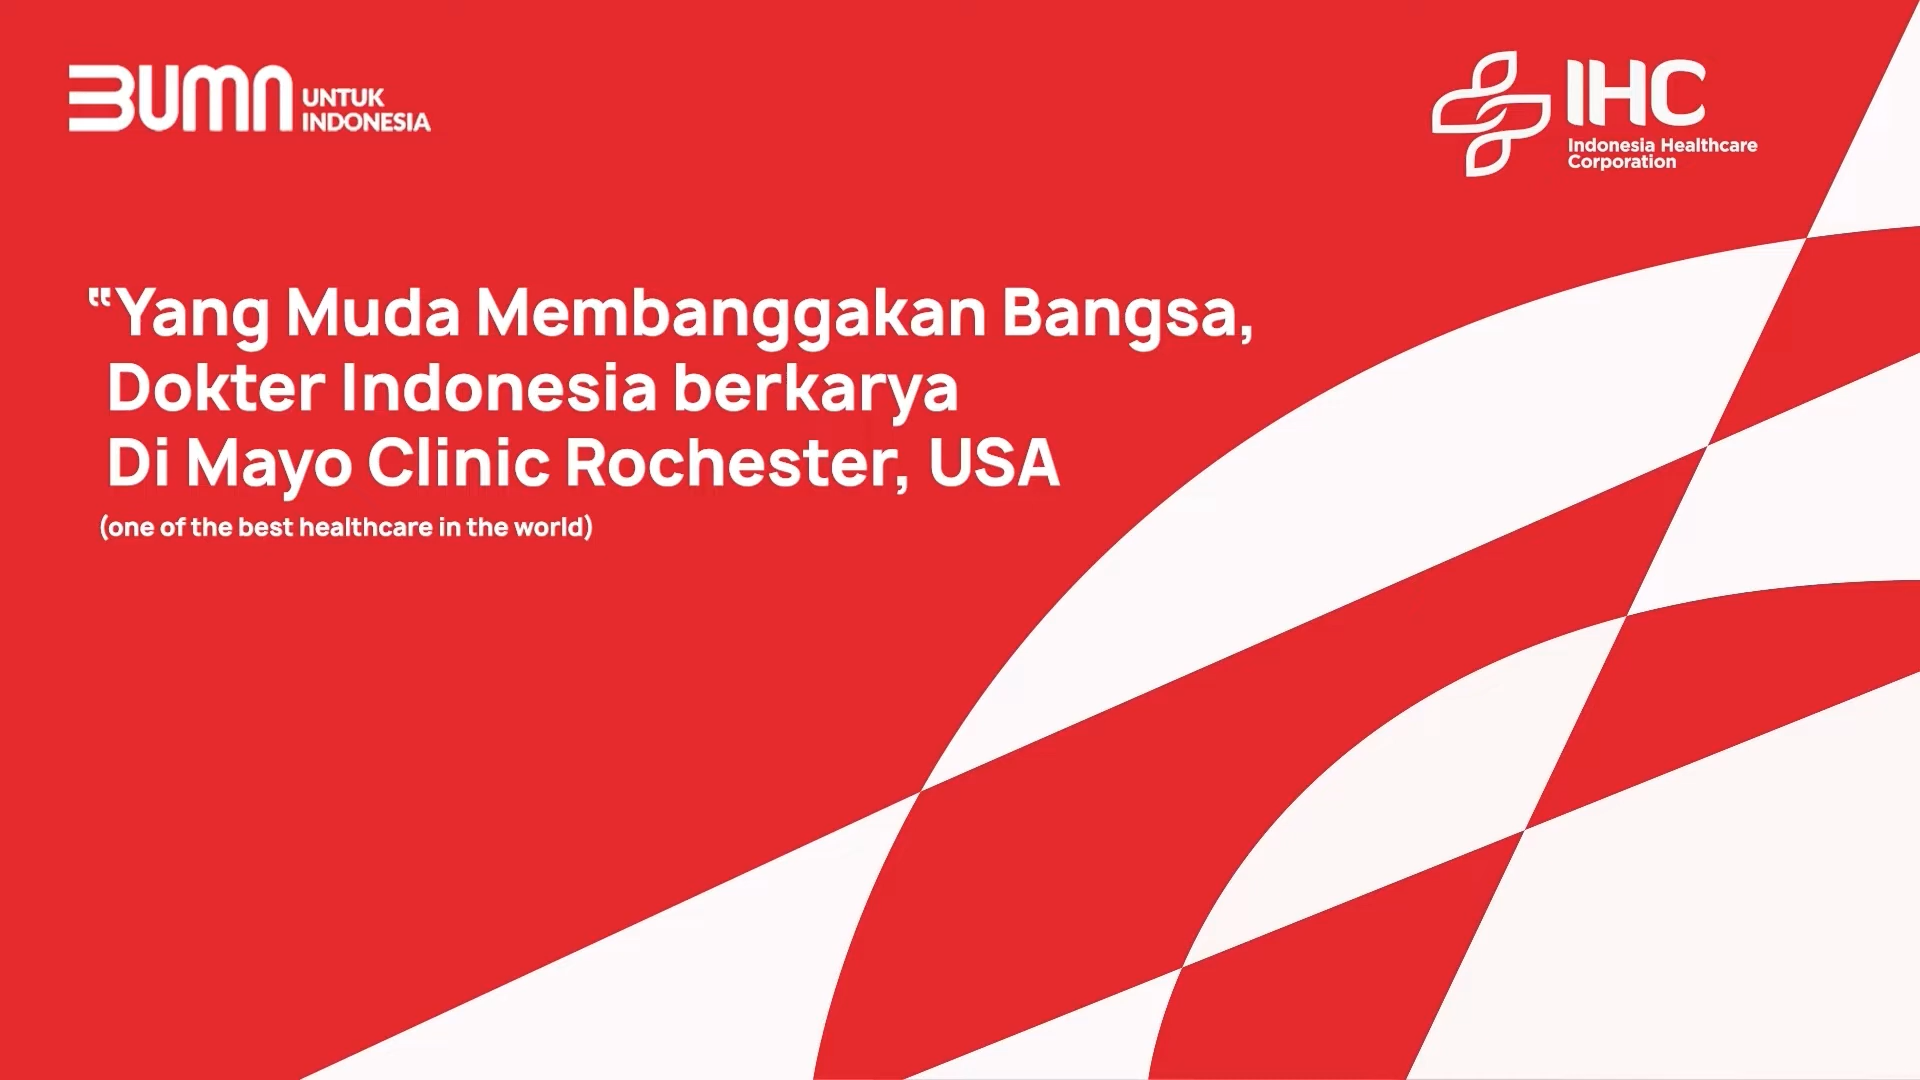 BUMN UNTUK
INDONESIA
IHC
Indonesia Healthcare
Corporation
“Yang Muda Membanggakan Bangsa,
Dokter Indonesia berkarya
Di Mayo Clinic Rochester, USA
(one of the best healthcare in the world)